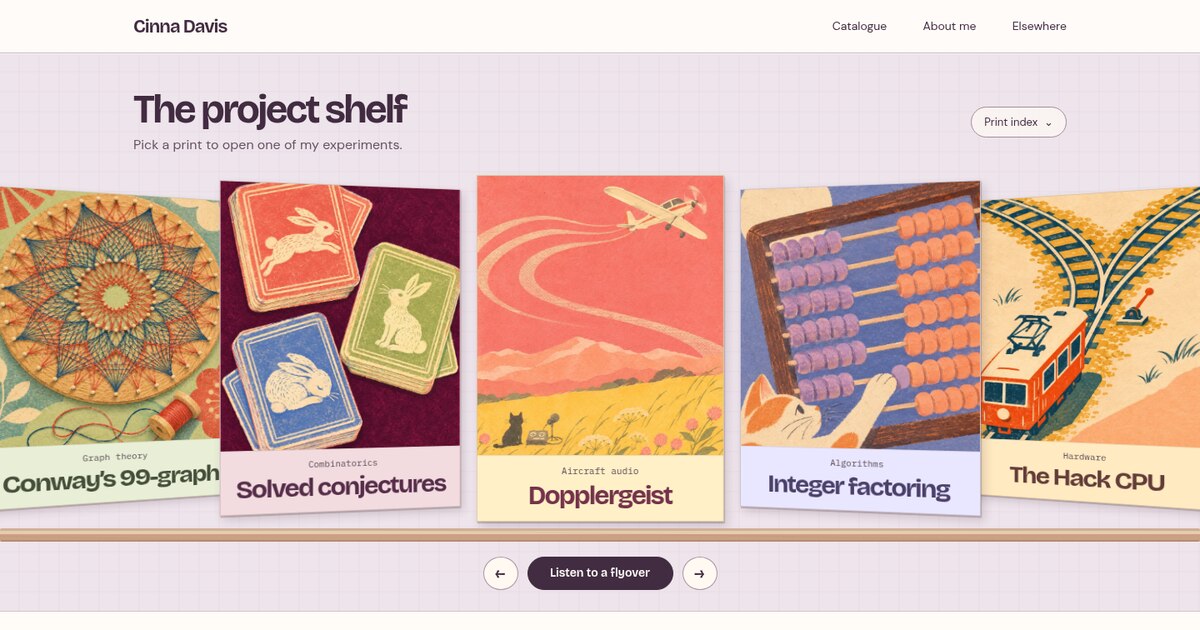 Cinna Davis
Catalogue
About me
Elsewhere
The project shelf
Pick a print to open one of my experiments.
Print index
Graph theory
Conway's 99-graph
Combinatorics
Solved conjectures
Aircraft audio
Dopplergeist
Algorithms
Integer factoring
Hardware
The Hack CPU
Listen to a flyover